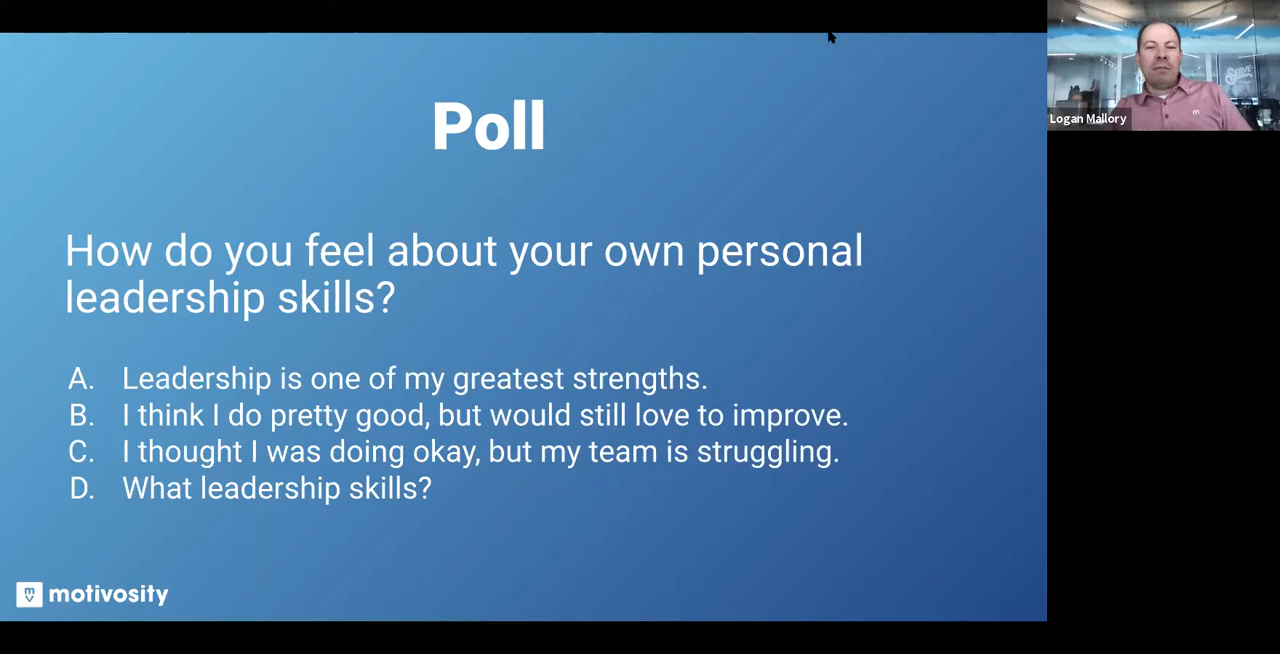 Poll
How do you feel about your own personal
leadership skills?
A. Leadership is one of my greatest strengths.
B. I think I do pretty good, but would still love to improve.
C. I thought I was doing okay, but my team is struggling.
D. What leadership skills?
motivosity
Logan Mallory
SERVE
m